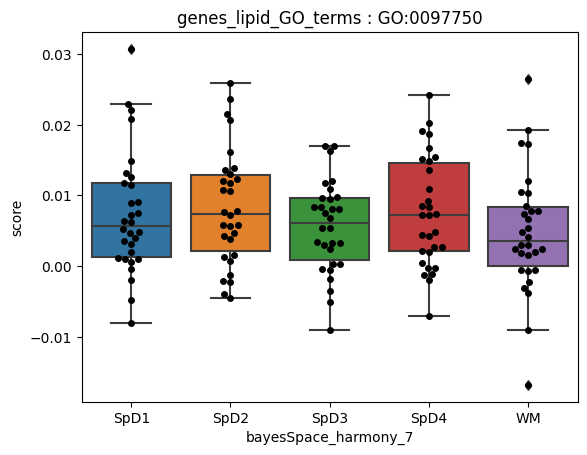 genes_lipid_GO_terms : GO:0097750
score
0.03
0.02
0.01
0.00
−0.01
SpD1 SpD2 SpD3 SpD4 WM
bayesSpace_harmony_7